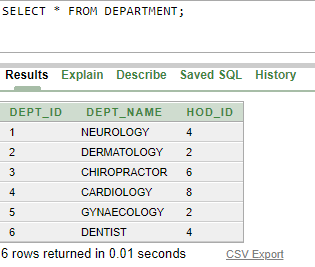 SELECT * FROM DEPARTMENT;
Results Explain Describe Saved SQL History
DEPT_ID DEPT_NAME HOD_ID
1 NEUROLOGY 4
2 DERMATOLOGY 2
3 CHIROPRACTOR 6
4 CARDIOLOGY 8
5 GYNAECOLOGY 2
6 DENTIST 4
6 rows returned in 0.01 seconds CSV Export